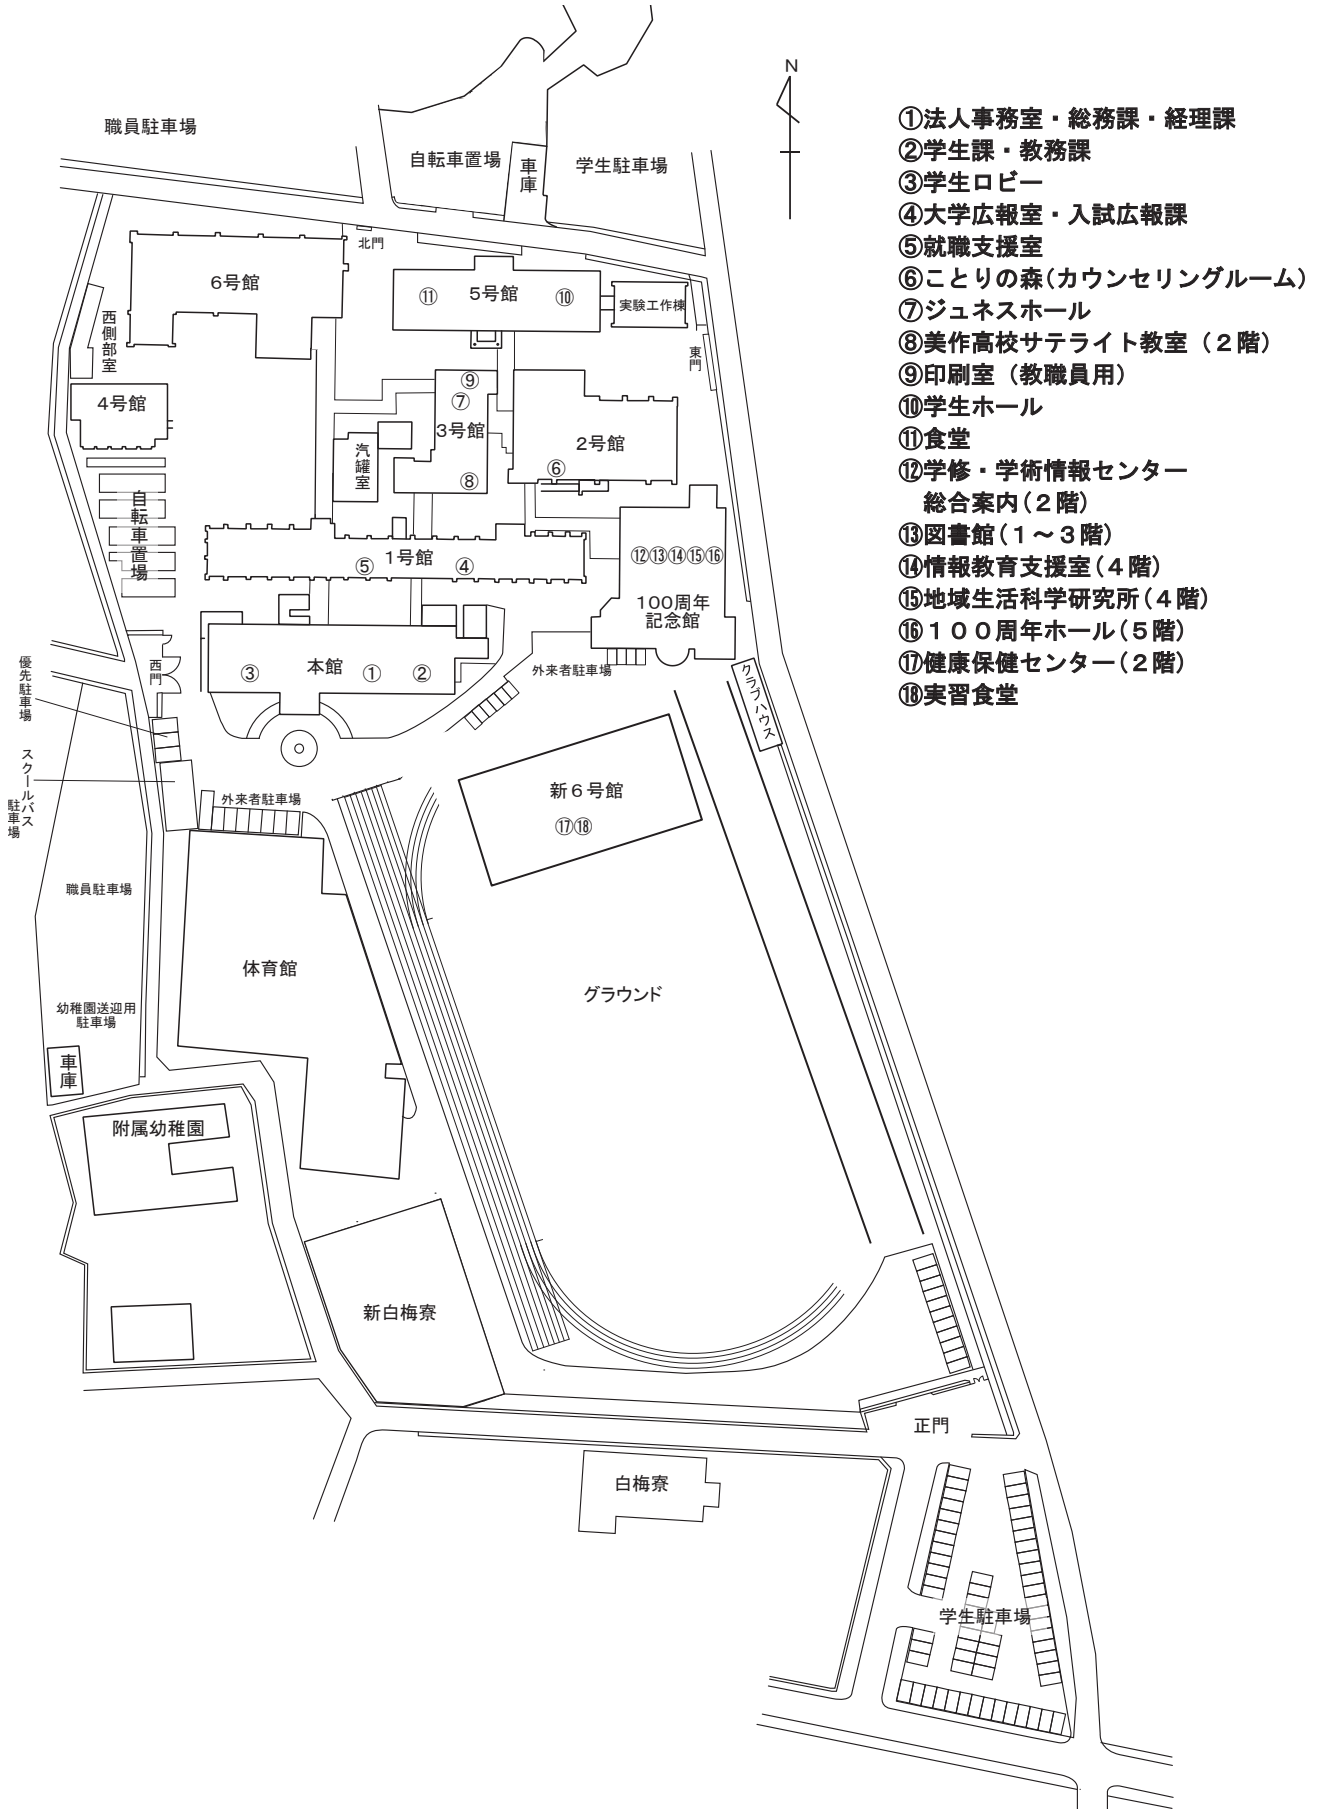 N
職員駐車場
自転車置場
車庫
学生駐車場
北門
6号館
⑪
5号館
⑩
実験工作棟
西側部室
東門
4号館
⑨
⑦
3号館
⑧
汽罐室
2号館
⑥
自転車置場
1号館
⑤
④
⑫⑬⑭⑮⑯
100周年
記念館
西門
本館
③
①
②
外来者駐車場
クラブハウス
優先駐車場
スクールバス
駐車場
外来者駐車場
新6号館
⑰⑱
職員駐車場
体育館
グラウンド
幼稚園送迎用
駐車場
車庫
附属幼稚園
新白梅寮
正門
白梅寮
学生駐車場
①法人事務室・総務課・経理課
②学生課・教務課
③学生ロビー
④大学広報室・入試広報課
⑤就職支援室
⑥ことりの森(カウンセリングルーム)
⑦ジュネスホール
⑧美作高校サテライト教室（2階）
⑨印刷室（教職員用）
⑩学生ホール
⑪食堂
⑫学修・学術情報センター
総合案内(2階)
⑬図書館(1～3階)
⑭情報教育支援室(4階)
⑮地域生活科学研究所(4階)
⑯100周年ホール(5階)
⑰健康保健センター(2階)
⑱実習食堂